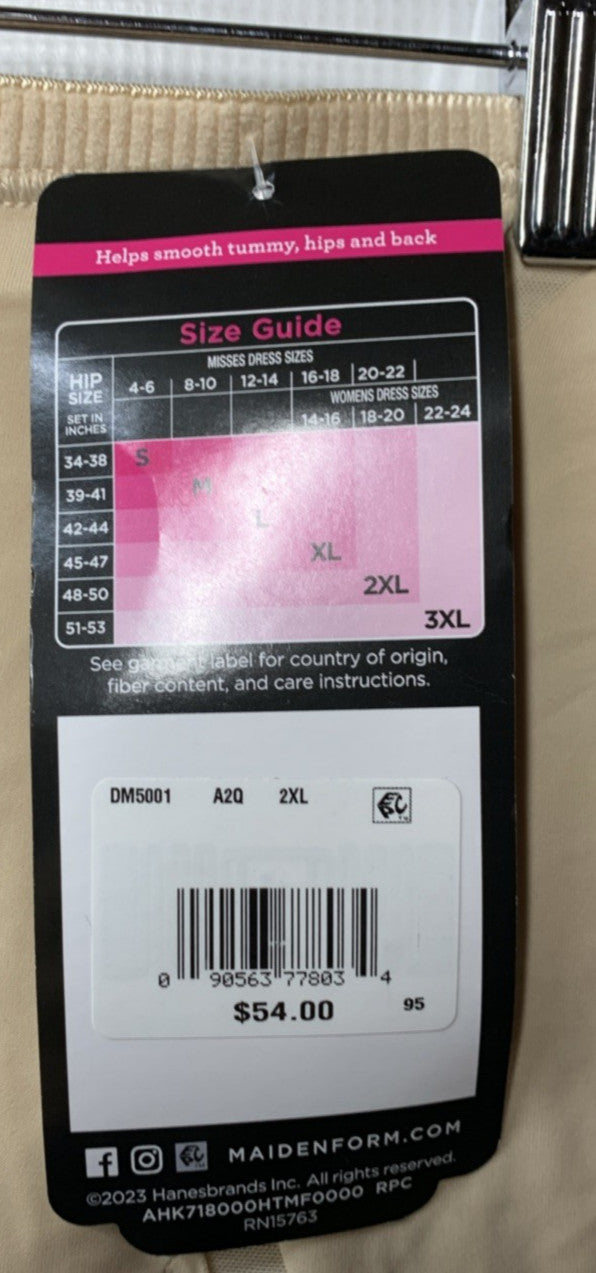 Helps smooth tummy, hips and back
Size Guide
MISSES DRESS SIZES
HIP SIZE
4-6 8-10 12-14 16-18 20-22
WOMENS DRESS SIZES
SET IN INCHES
14-16 18-20 22-24
34-38 S
39-41 M
42-44 L
45-47 XL
48-50 2XL
51-53 3XL
See garment label for country of origin,
fiber content, and care instructions.
DM5001 A2Q 2XL
0 90563 77803 4
$54.00 95
MAIDENFORM.COM
©2023 Hanesbrands Inc. All rights reserved.
AHK718000HTMF0000 RPC
RN15763